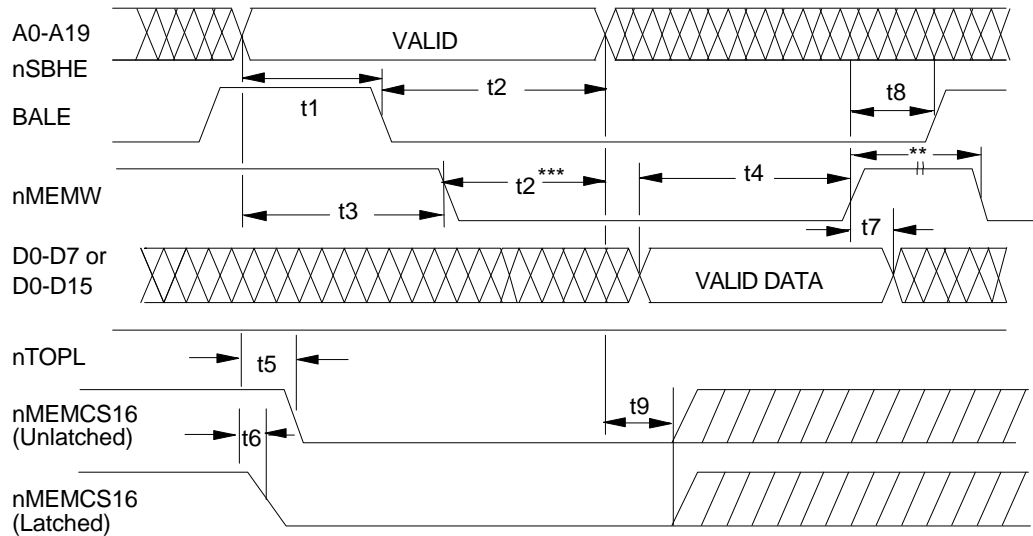 A0-A19
VALID
nSBHE
t1
t2
t8
BALE
**
nMEMW
t2***
t4
t3
t7
D0-D7 or
D0-D15
VALID DATA
nTOPL
t5
nMEMCS16
(Unlatched)
t6
t9
nMEMCS16
(Latched)